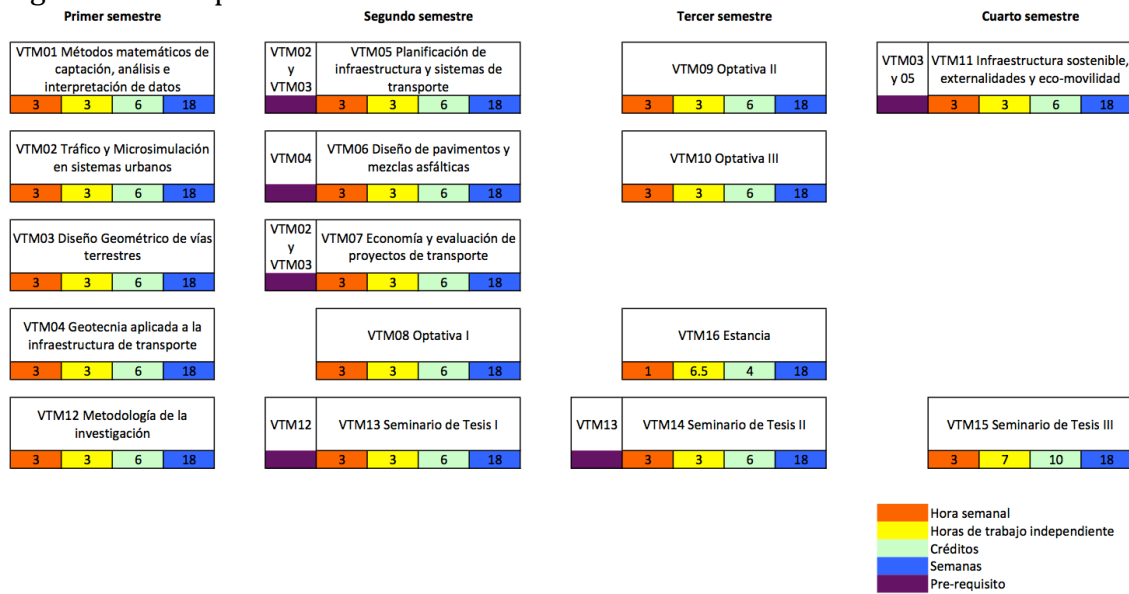 Primer semestre
Segundo semestre
Tercer semestre
Cuarto semestre
VTM01 Métodos matemáticos de
captación, análisis e
interpretación de datos
3 3 6 18
VTM02
y
VTM03
VTM05 Planificación de
infraestructura y sistemas de
transporte
3 3 6 18
VTM09 Optativa II
3 3 6 18
VTM03
y 05
VTM11 Infraestructura sostenible,
externalidades y eco-movilidad
3 3 6 18
VTM02 Tráfico y Microsimulación
en sistemas urbanos
3 3 6 18
VTM04
VTM06 Diseño de pavimentos y
mezclas asfálticas
3 3 6 18
VTM10 Optativa III
3 3 6 18
VTM03 Diseño Geométrico de vías
terrestres
3 3 6 18
VTM02
y
VTM03
VTM07 Economía y evaluación de
proyectos de transporte
3 3 6 18
VTM04 Geotecnia aplicada a la
infraestructura de transporte
3 3 6 18
VTM08 Optativa I
3 3 6 18
VTM16 Estancia
1 6.5 4 18
VTM12 Metodología de la
investigación
3 3 6 18
VTM12
VTM13 Seminario de Tesis I
3 3 6 18
VTM13
VTM14 Seminario de Tesis II
3 3 6 18
VTM15 Seminario de Tesis III
3 7 10 18
Hora semanal
Horas de trabajo independiente
Créditos
Semanas
Pre-requisito